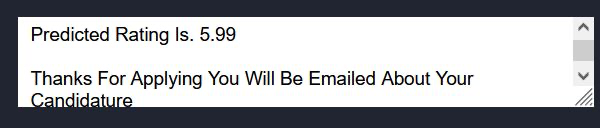 Predicted Rating Is. 5.99
Thanks For Applying You Will Be Emailed About Your
Candidature